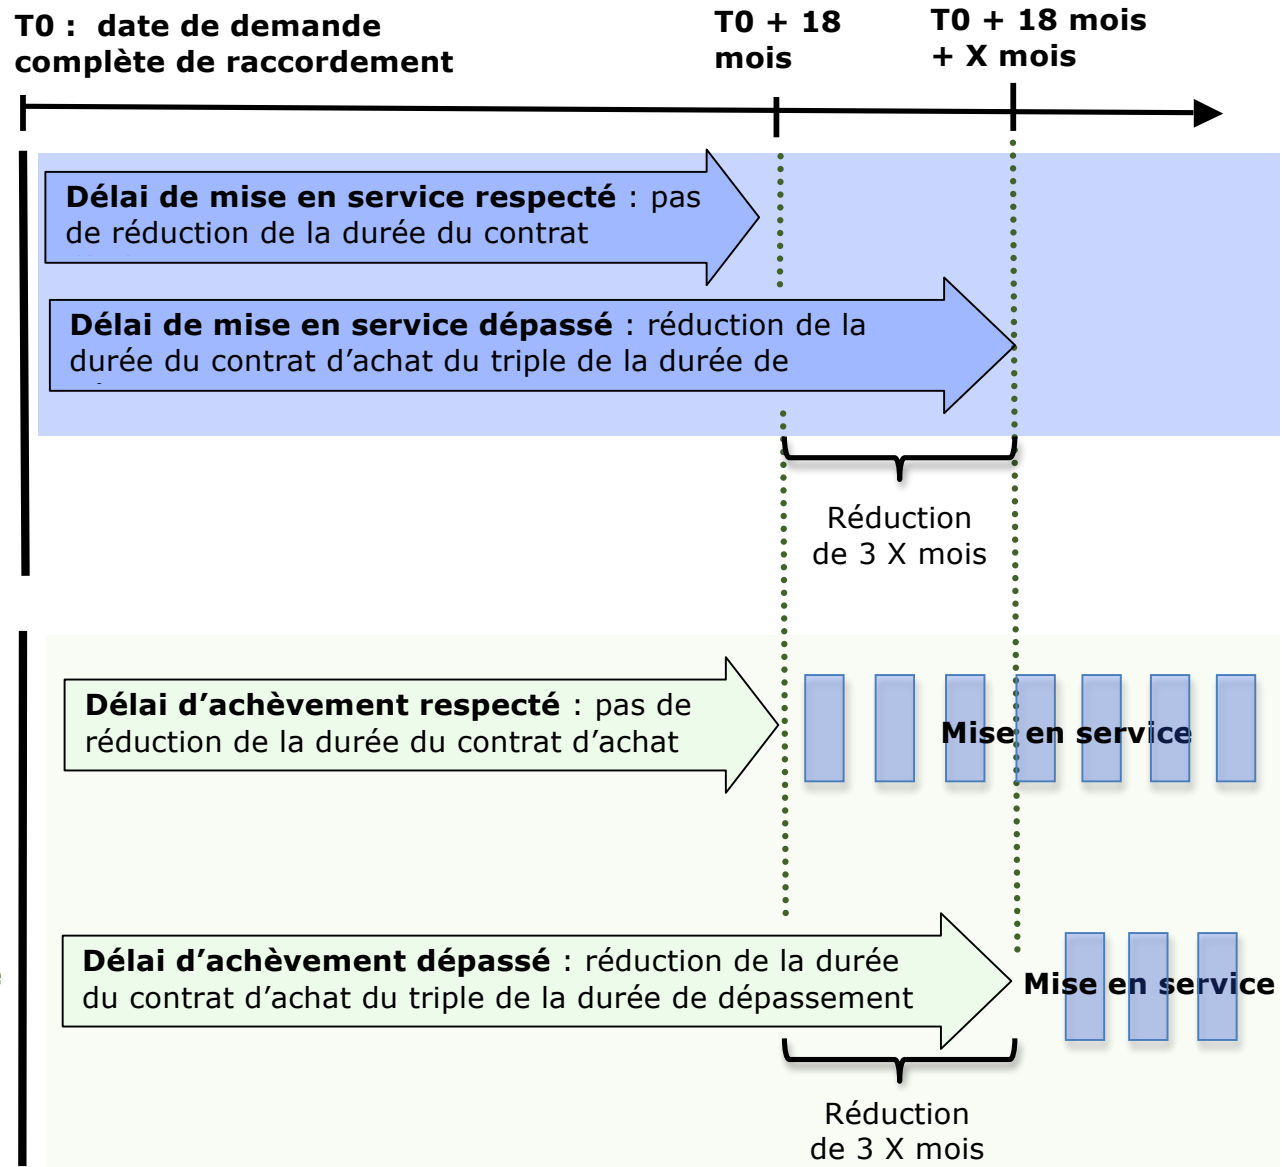 T0 :  date de demande
complète de raccordement
T0 + 18
mois
T0 + 18 mois
+ X mois
Délai de mise en service respecté : pas
de réduction de la durée du contrat
Délai de mise en service dépassé : réduction de la
durée du contrat d’achat du triple de la durée de
Réduction
de 3 X mois
Délai d’achèvement respecté : pas de
réduction de la durée du contrat d’achat
Mise en service
Délai d’achèvement dépassé : réduction de la durée
du contrat d’achat du triple de la durée de dépassement
Mise en service
Réduction
de 3 X mois